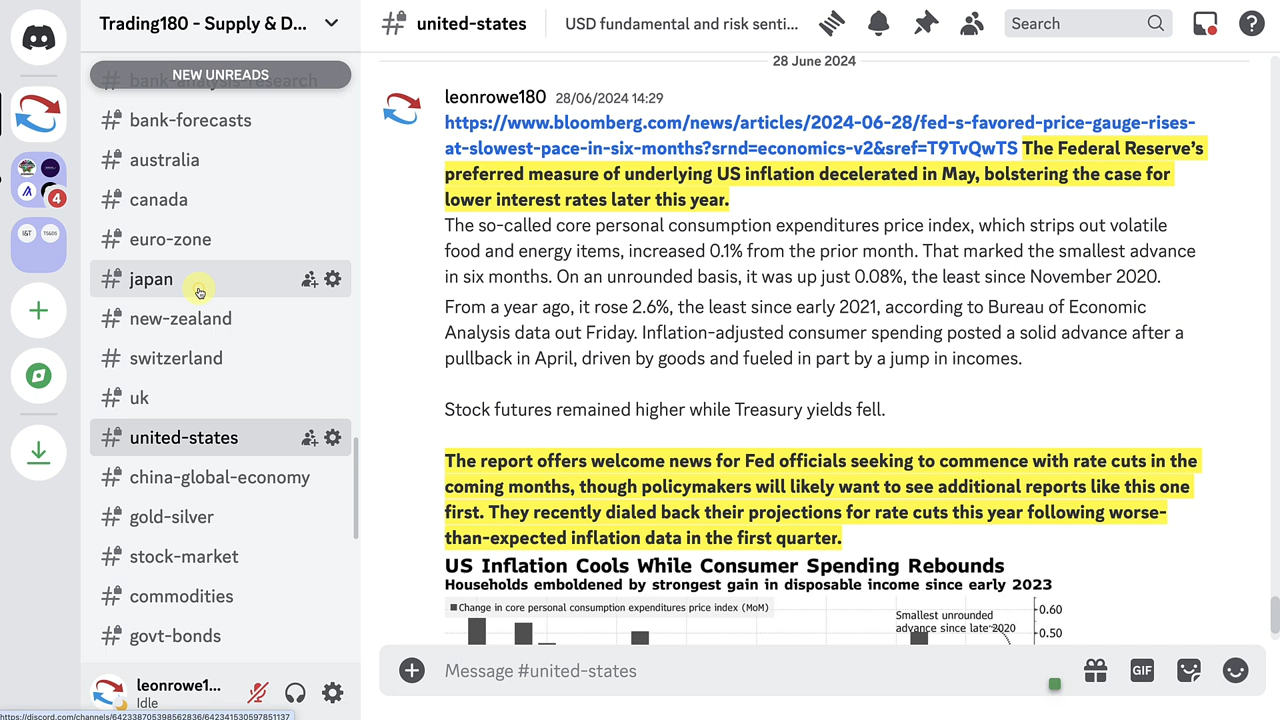 Trading180 - Supply & D...
NEW UNREADS
bank-analysis-research
bank-forecasts
australia
canada
euro-zone
japan
new-zealand
switzerland
uk
united-states
china-global-economy
gold-silver
stock-market
commodities
govt-bonds
leonrowe1...
Idle
https://discord.com/channels/642338705398562836/642341530597851137
4
united-states
USD fundamental and risk senti...
Search
28 June 2024
leonrowe180 28/06/2024 14:29
https://www.bloomberg.com/news/articles/2024-06-28/fed-s-favored-price-gauge-rises-
at-slowest-pace-in-six-months?srnd=economics-v2&sref=T9TvQwTS The Federal Reserve's
preferred measure of underlying US inflation decelerated in May, bolstering the case for
lower interest rates later this year.
The so-called core personal consumption expenditures price index, which strips out volatile
food and energy items, increased 0.1% from the prior month. That marked the smallest advance
in six months. On an unrounded basis, it was up just 0.08%, the least since November 2020.
From a year ago, it rose 2.6%, the least since early 2021, according to Bureau of Economic
Analysis data out Friday. Inflation-adjusted consumer spending posted a solid advance after a
pullback in April, driven by goods and fueled in part by a jump in incomes.
Stock futures remained higher while Treasury yields fell.
The report offers welcome news for Fed officials seeking to commence with rate cuts in the
coming months, though policymakers will likely want to see additional reports like this one
first. They recently dialed back their projections for rate cuts this year following worse-
than-expected inflation data in the first quarter.
US Inflation Cools While Consumer Spending Rebounds
Households emboldened by strongest gain in disposable income since early 2023
Change in core personal consumption expenditures price index (MoM)
Smallest unrounded
advance since late 2020
0.60
0.50
Message #united-states
GIF